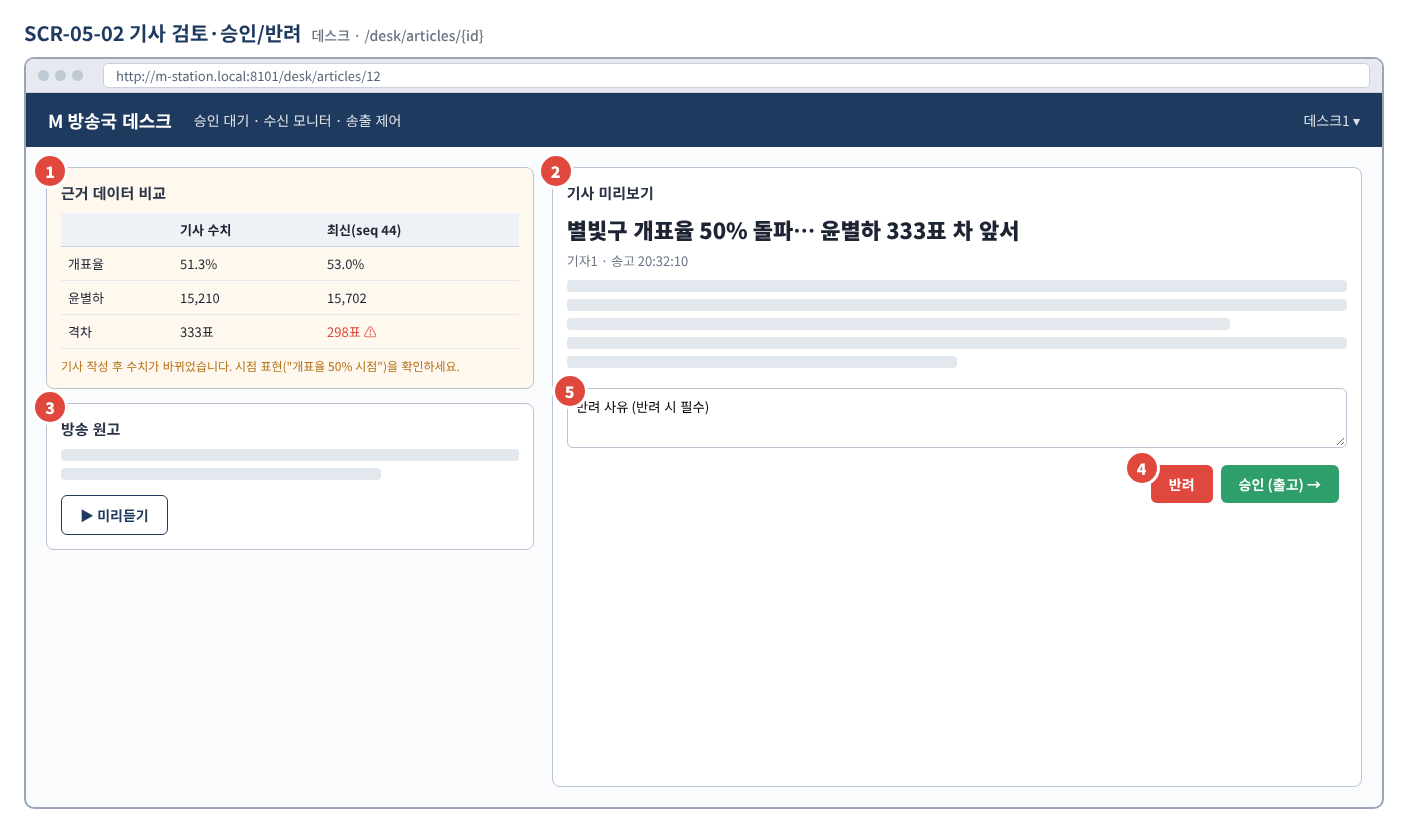 SCR-05-02 기사 검토·승인/반려 데스크 · /desk/articles/{id}
http://m-station.local:8101/desk/articles/12
M 방송국 데스크 승인 대기 · 수신 모니터 · 송출 제어 데스크1 ▾
1
근거 데이터 비교
기사 수치 최신(seq 44)
개표율 51.3% 53.0%
윤별하 15,210 15,702
격차 333표 298표 ⚠
기사 작성 후 수치가 바뀌었습니다. 시점 표현("개표율 50% 시점")을 확인하세요.
3
방송 원고
▶ 미리듣기
2
기사 미리보기
별빛구 개표율 50% 돌파… 윤별하 333표 차 앞서
기자1 · 송고 20:32:10
5
반려 사유 (반려 시 필수)
4
반려 승인 (출고) →